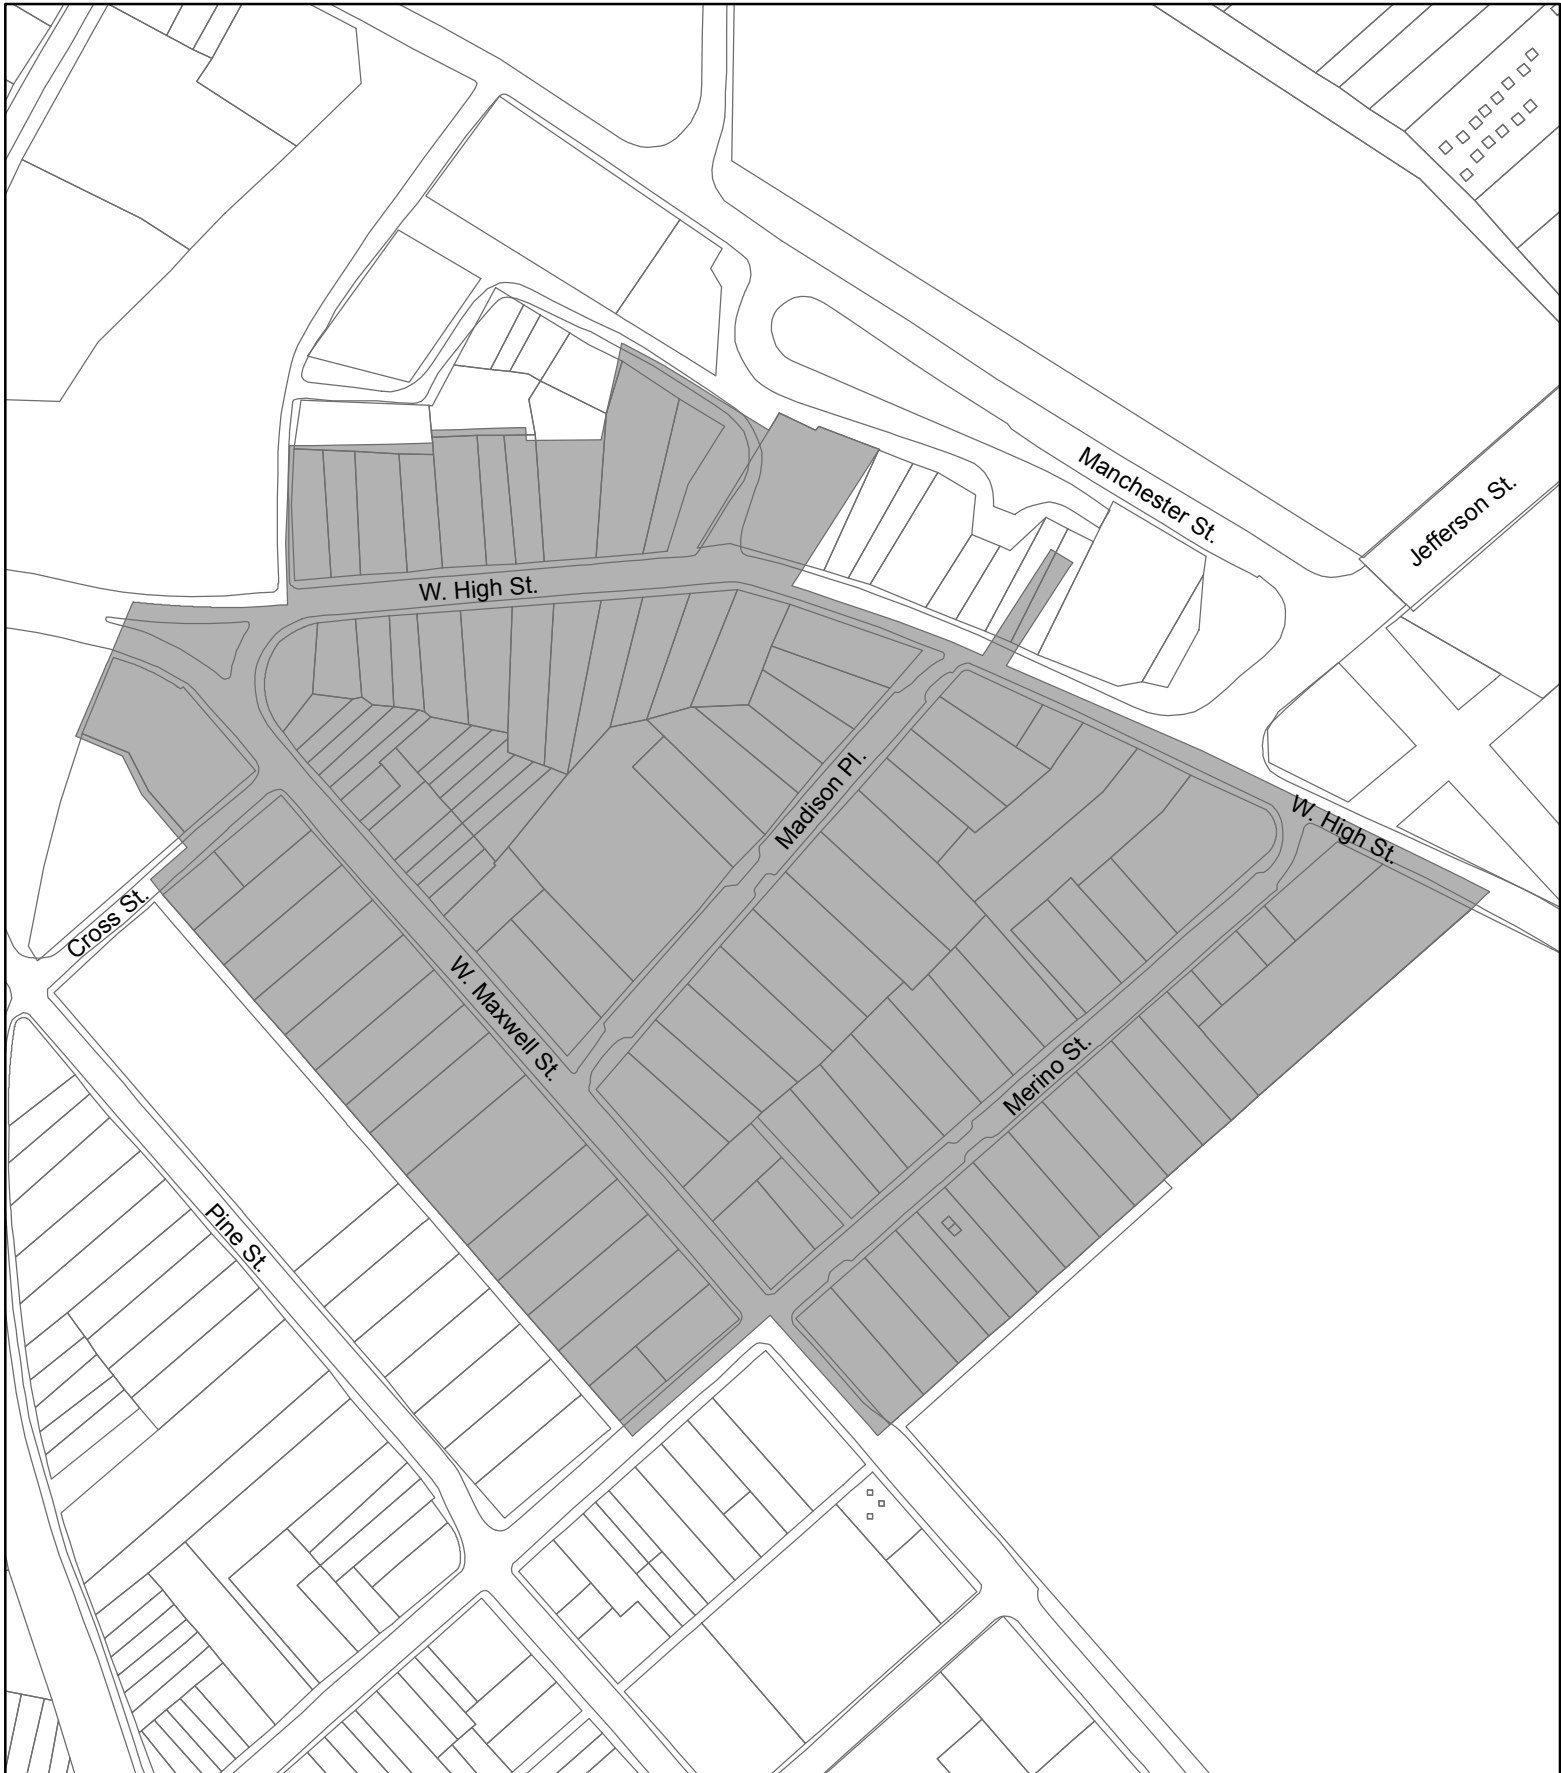 Manchester St.
Jefferson St.
W. High St.
Madison Pl.
W. High St.
Cross St.
W. Maxwell St.
Merino St.
Pine St.